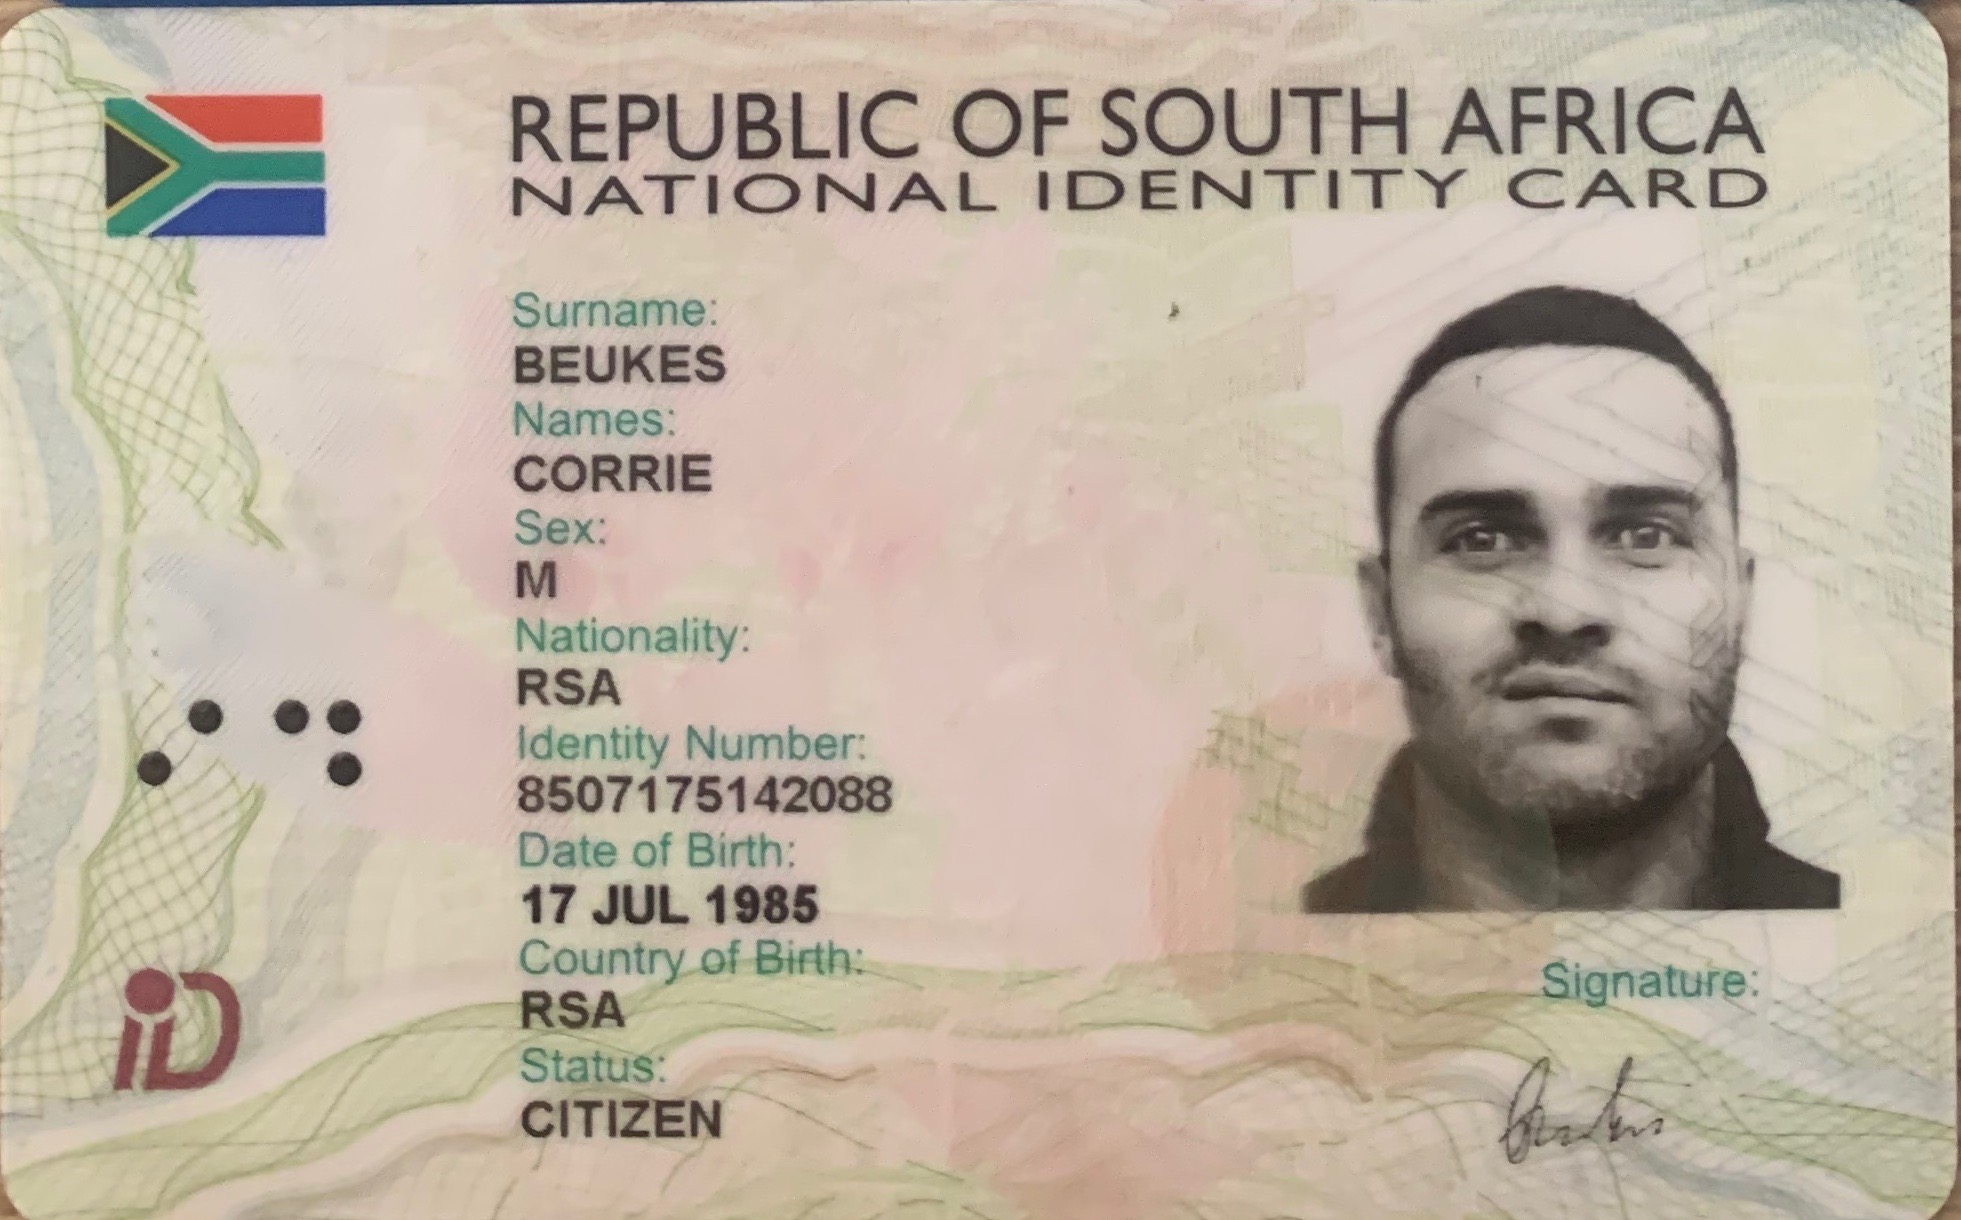 REPUBLIC OF SOUTH AFRICA
NATIONAL IDENTITY CARD
Surname:
BEUKES
Names:
CORRIE
Sex:
M
Nationality:
RSA
Identity Number:
8507175142088
Date of Birth:
17 JUL 1985
Country of Birth:
RSA
Status:
CITIZEN
iD
Signature: